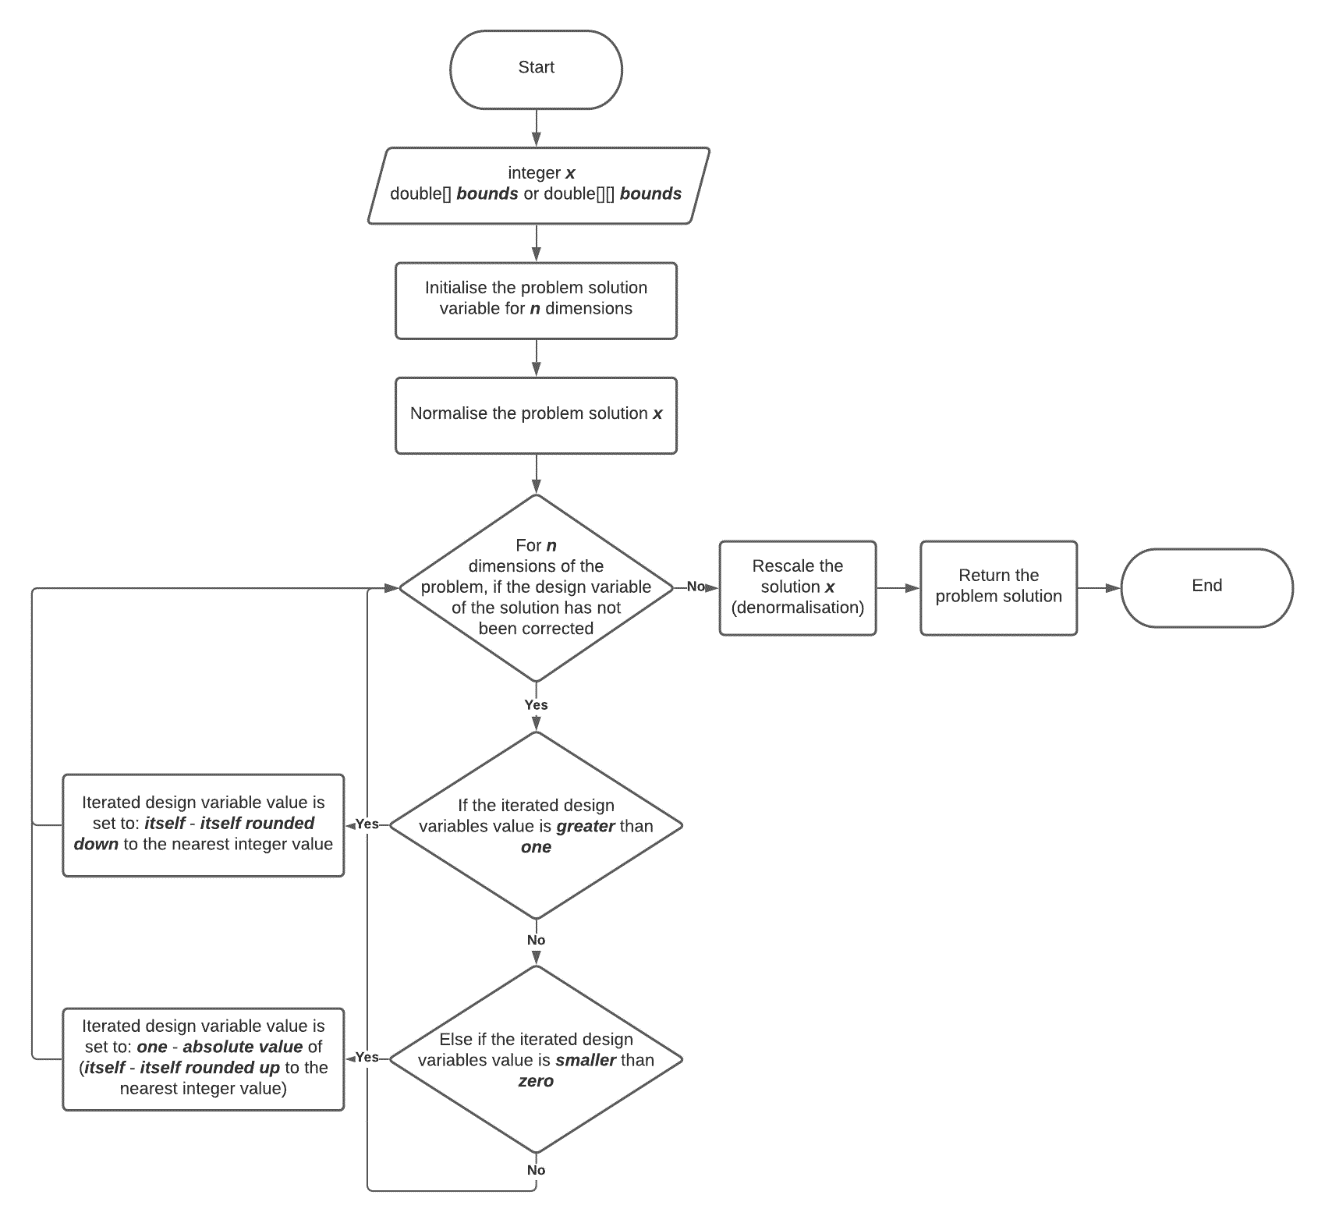 Start
integer x
double[] bounds or double[][] bounds
Initialise the problem solution
variable for n dimensions
Normalise the problem solution x
For n
dimensions of the
problem, if the design variable
of the solution has not
been corrected
No
Rescale the
solution x
(denormalisation)
Return the
problem solution
End
Yes
If the iterated design
variables value is greater than
one
Yes
Iterated design variable value is
set to: itself - itself rounded
down to the nearest integer value
No
Else if the iterated design
variables value is smaller than
zero
Yes
Iterated design variable value is
set to: one - absolute value of
(itself - itself rounded up to the
nearest integer value)
No